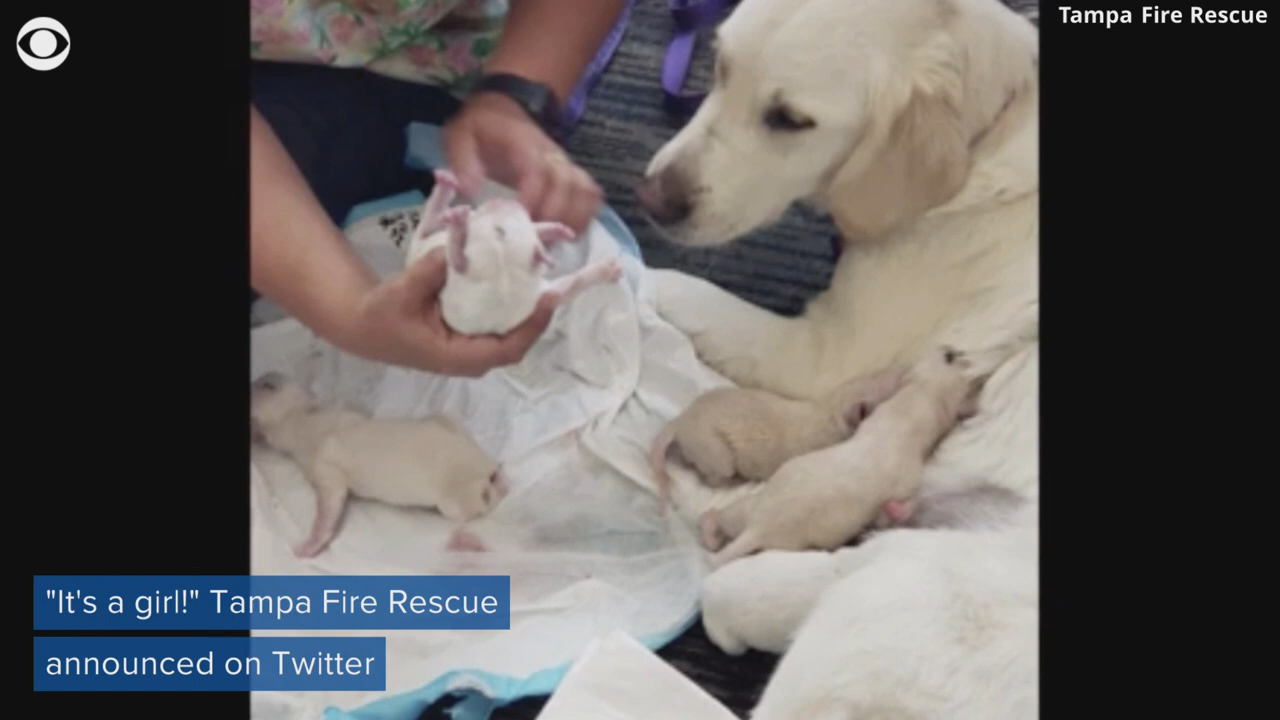 Tampa Fire Rescue
"It's a girl!" Tampa Fire Rescue
announced on Twitter